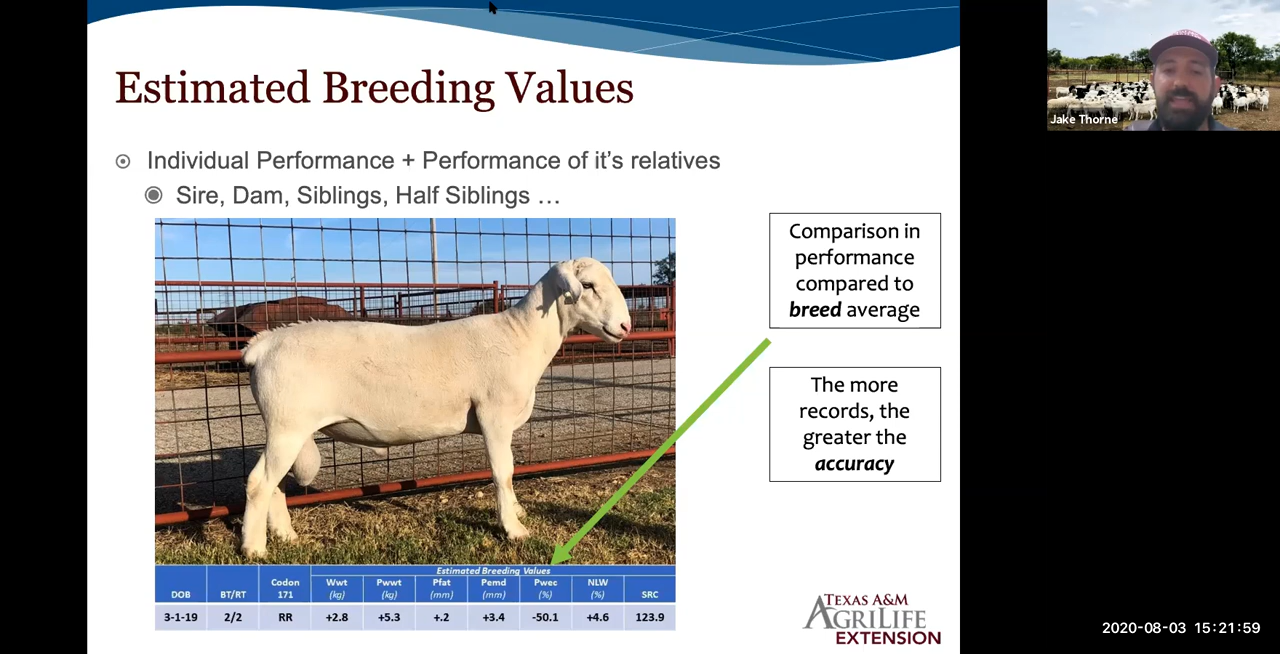 Estimated Breeding Values
Individual Performance + Performance of it's relatives
Sire, Dam, Siblings, Half Siblings …
Comparison in
performance
compared to
breed average
The more
records, the
greater the
accuracy
Estimated Breeding Values
DOB BT/RT Codon 171 Wwt (kg) Pwwt (kg) Pfat (mm) Pemd (mm) Pwec (%) NLW (%) SRC
3-1-19 2/2 RR +2.8 +5.3 +.2 +3.4 -50.1 +4.6 123.9
TEXAS A&M
AGRILIFE
EXTENSION
Jake Thorne
2020-08-03 15:21:59